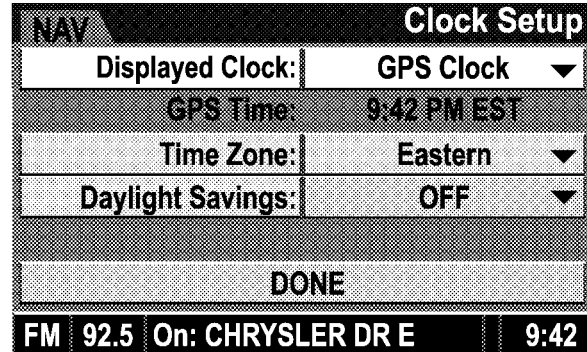 NAV Clock Setup
Displayed Clock: GPS Clock
GPS Time: 9:42 PM EST
Time Zone: Eastern
Daylight Savings: OFF
DONE
FM 92.5 On: CHRYSLER DR E 9:42